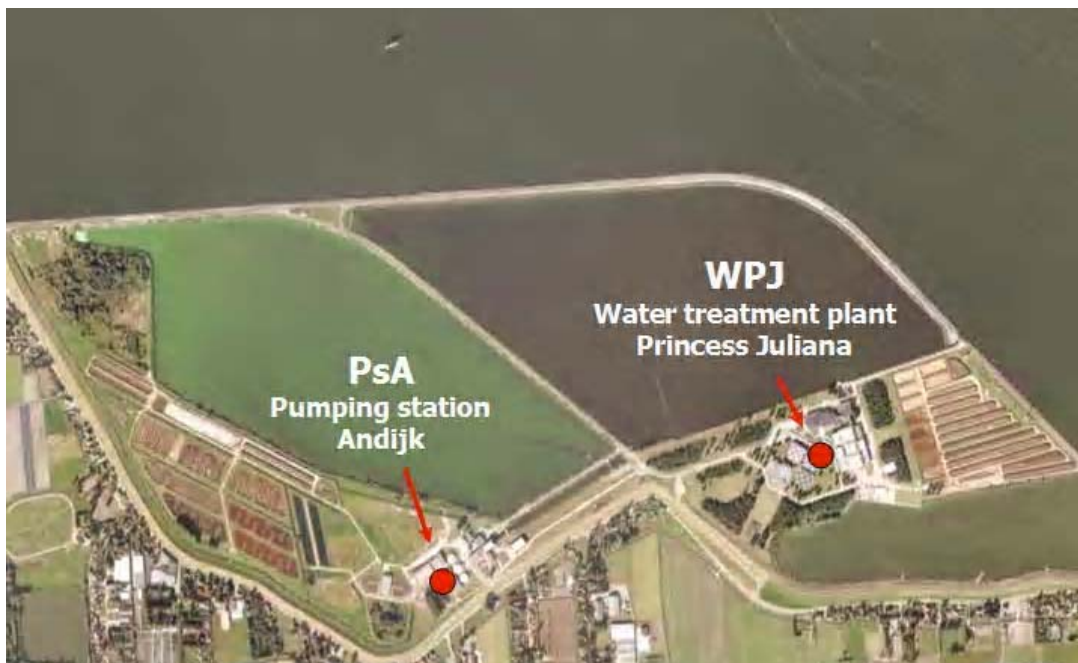 WPJ
Water treatment plant
Princess Juliana
PsA
Pumping station
Andijk